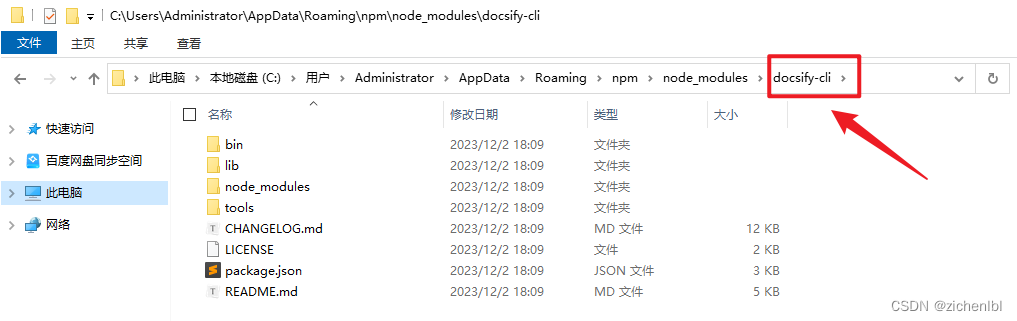 C:\Users\Administrator\AppData\Roaming\npm\node_modules\docsify-cli
文件 主页 共享 查看
此电脑 本地磁盘 (C:) 用户 Administrator AppData Roaming npm node_modules docsify-cli
名称 修改日期 类型 大小
快速访问
百度网盘同步空间
此电脑
网络
bin 2023/12/2 18:09 文件夹
lib 2023/12/2 18:09 文件夹
node_modules 2023/12/2 18:09 文件夹
tools 2023/12/2 18:09 文件夹
CHANGELOG.md 2023/12/2 18:09 MD 文件 12 KB
LICENSE 2023/12/2 18:09 文件 2 KB
package.json 2023/12/2 18:09 JSON 文件 3 KB
README.md 2023/12/2 18:09 MD 文件 5 KB
CSDN @zichenlbl